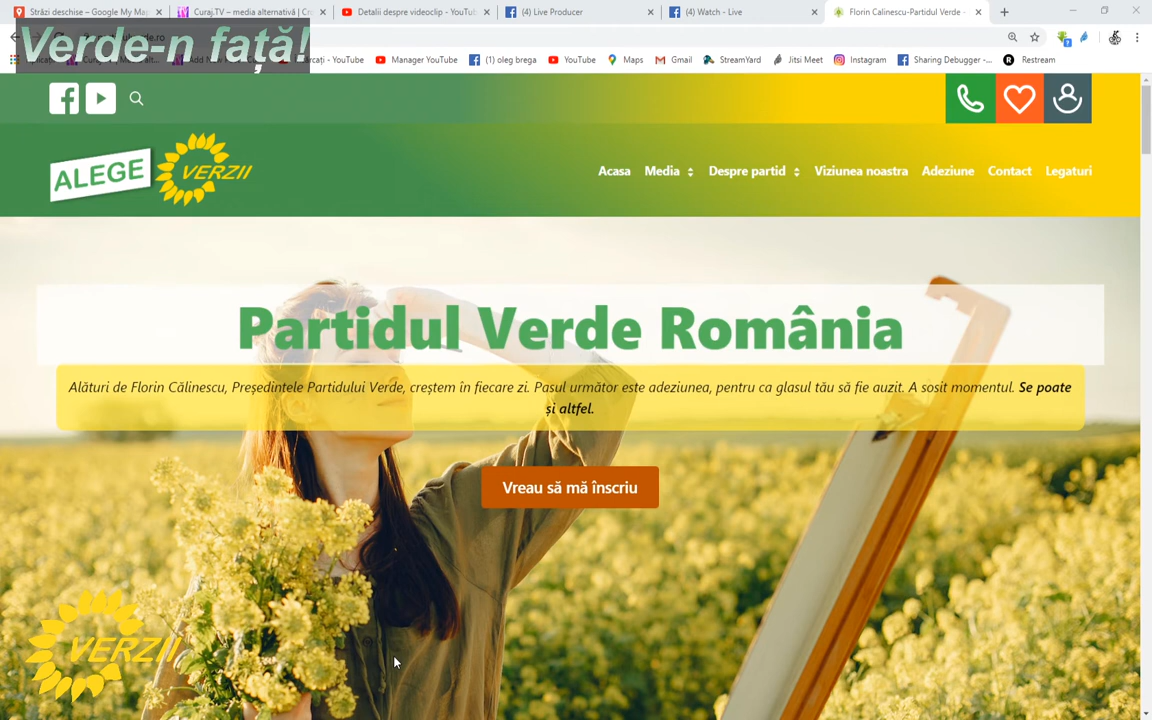 Străzi deschise – Google My Map
Curaj.TV – media alternativă | Cr
Detalii despre videoclip - YouTub
(4) Live Producer
(4) Watch - Live
Florin Calinescu-Partidul Verde -
Verde-n față!
YouTube
Manager YouTube
(1) oleg brega
YouTube
Maps
Gmail
StreamYard
Jitsi Meet
Instagram
Sharing Debugger -...
Restream
ALEGE VERZII
Acasa
Media
Despre partid
Viziunea noastra
Adeziune
Contact
Legaturi
Partidul Verde România
Alături de Florin Călinescu, Președintele Partidului Verde, creștem în fiecare zi. Pasul următor este adeziunea, pentru ca glasul tău să fie auzit. A sosit momentul. Se poate
și altfel.
Vreau să mă înscriu
VERZII